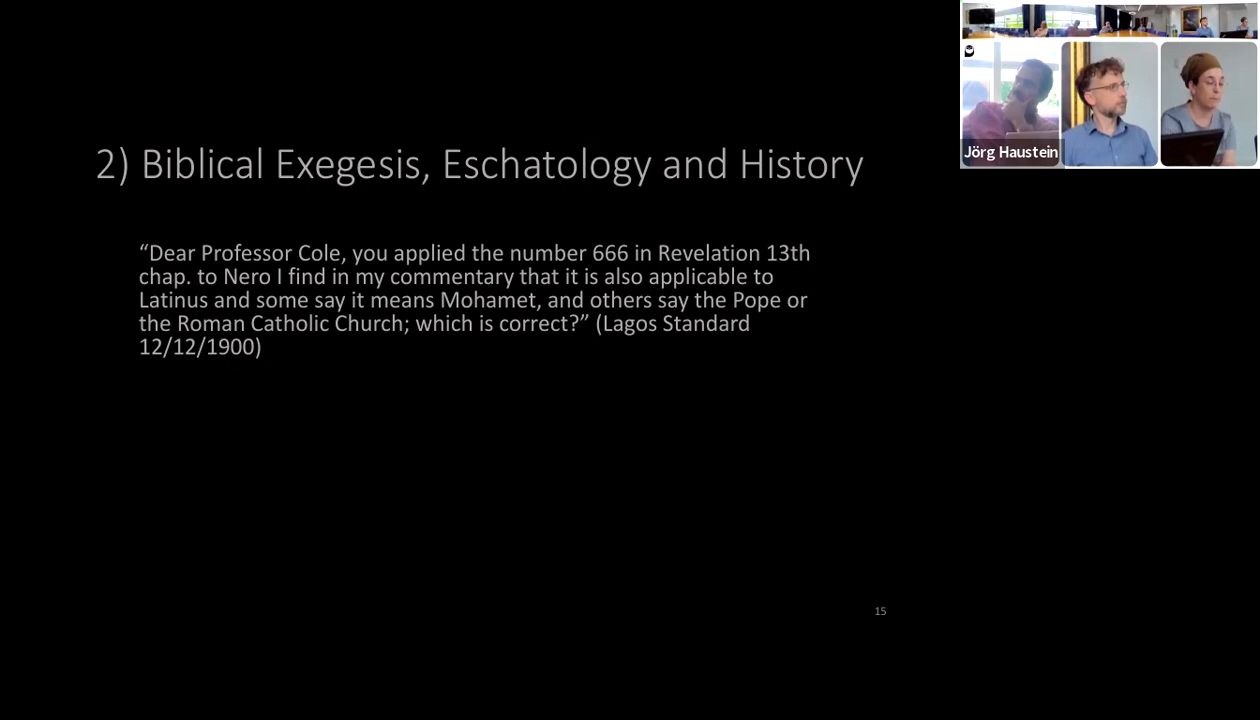 2) Biblical Exegesis, Eschatology and History
“Dear Professor Cole, you applied the number 666 in Revelation 13th
chap. to Nero I find in my commentary that it is also applicable to
Latinus and some say it means Mohamet, and others say the Pope or
the Roman Catholic Church; which is correct?” (Lagos Standard
12/12/1900)
15
Jörg Haustein